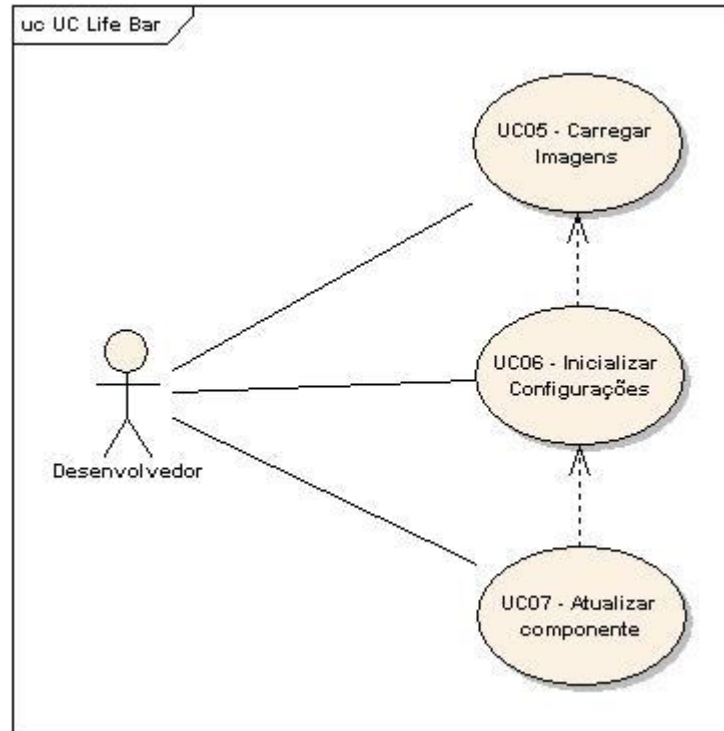 uc UC Life Bar
UC05 - Carregar
Imagens
UC06 - Inicializar
Configurações
Desenvolvedor
UC07 - Atualizar
componente